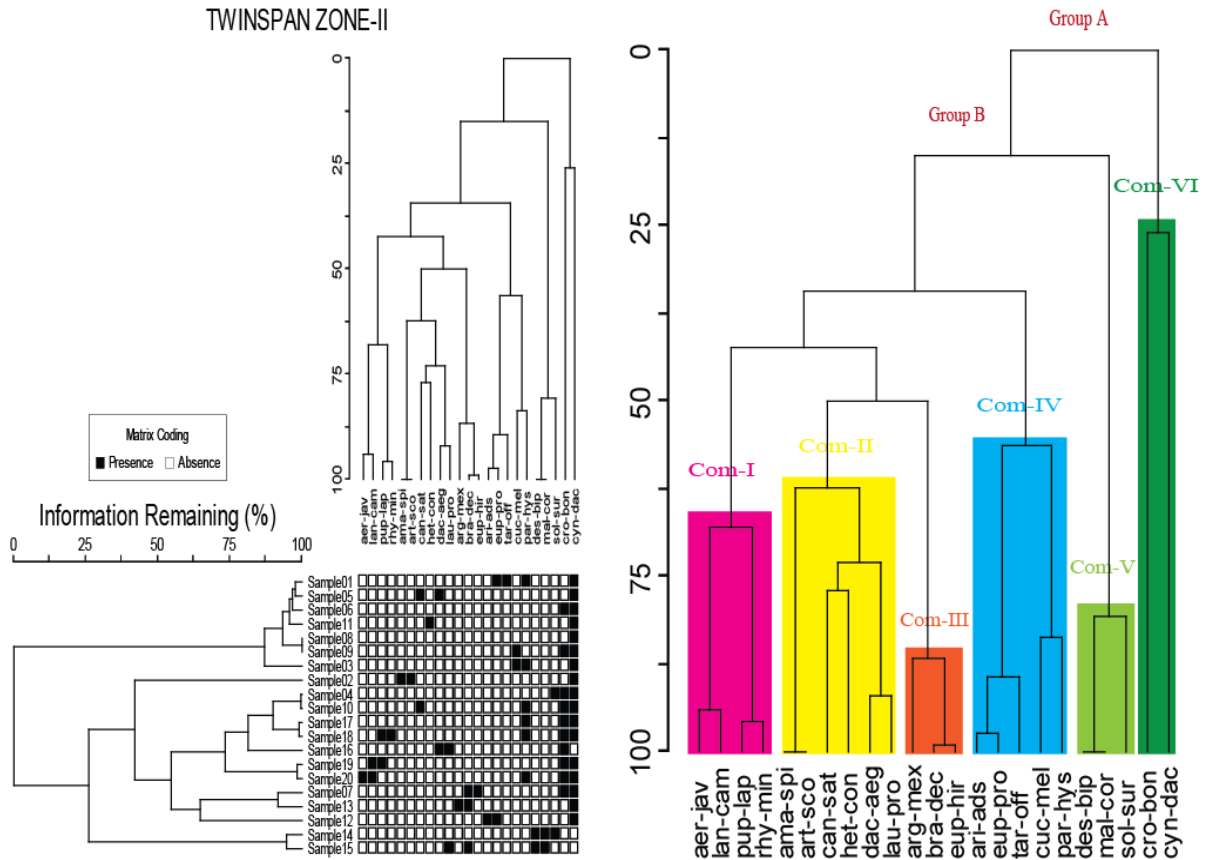 TWINSPAN ZONE-II
0
25
50
75
100
Matrix Coding
Presence Absence
Information Remaining (%)
0 25 50 75 100
aer-jav
lan-cam
pup-lap
rhy-min
ama-spi
art-sco
can-sat
het-con
dac-aeg
lau-pro
arg-mex
bra-dec
eup-hir
ari-ads
eup-pro
tar-off
cuc-mel
par-hys
des-bip
mal-cor
sol-sur
cro-bon
cyn-dac
Sample01
Sample05
Sample06
Sample11
Sample08
Sample09
Sample03
Sample02
Sample04
Sample10
Sample17
Sample18
Sample16
Sample19
Sample20
Sample07
Sample13
Sample12
Sample14
Sample15
Group A
Group B
0
25
50
75
100
Com-VI
Com-IV
Com-II
Com-I
Com-V
Com-III
aer-jav
lan-cam
pup-lap
rhy-min
ama-spi
art-sco
can-sat
het-con
dac-aeg
lau-pro
arg-mex
bra-dec
eup-hir
ari-ads
eup-pro
tar-off
cuc-mel
par-hys
des-bip
mal-cor
sol-sur
cro-bon
cyn-dac